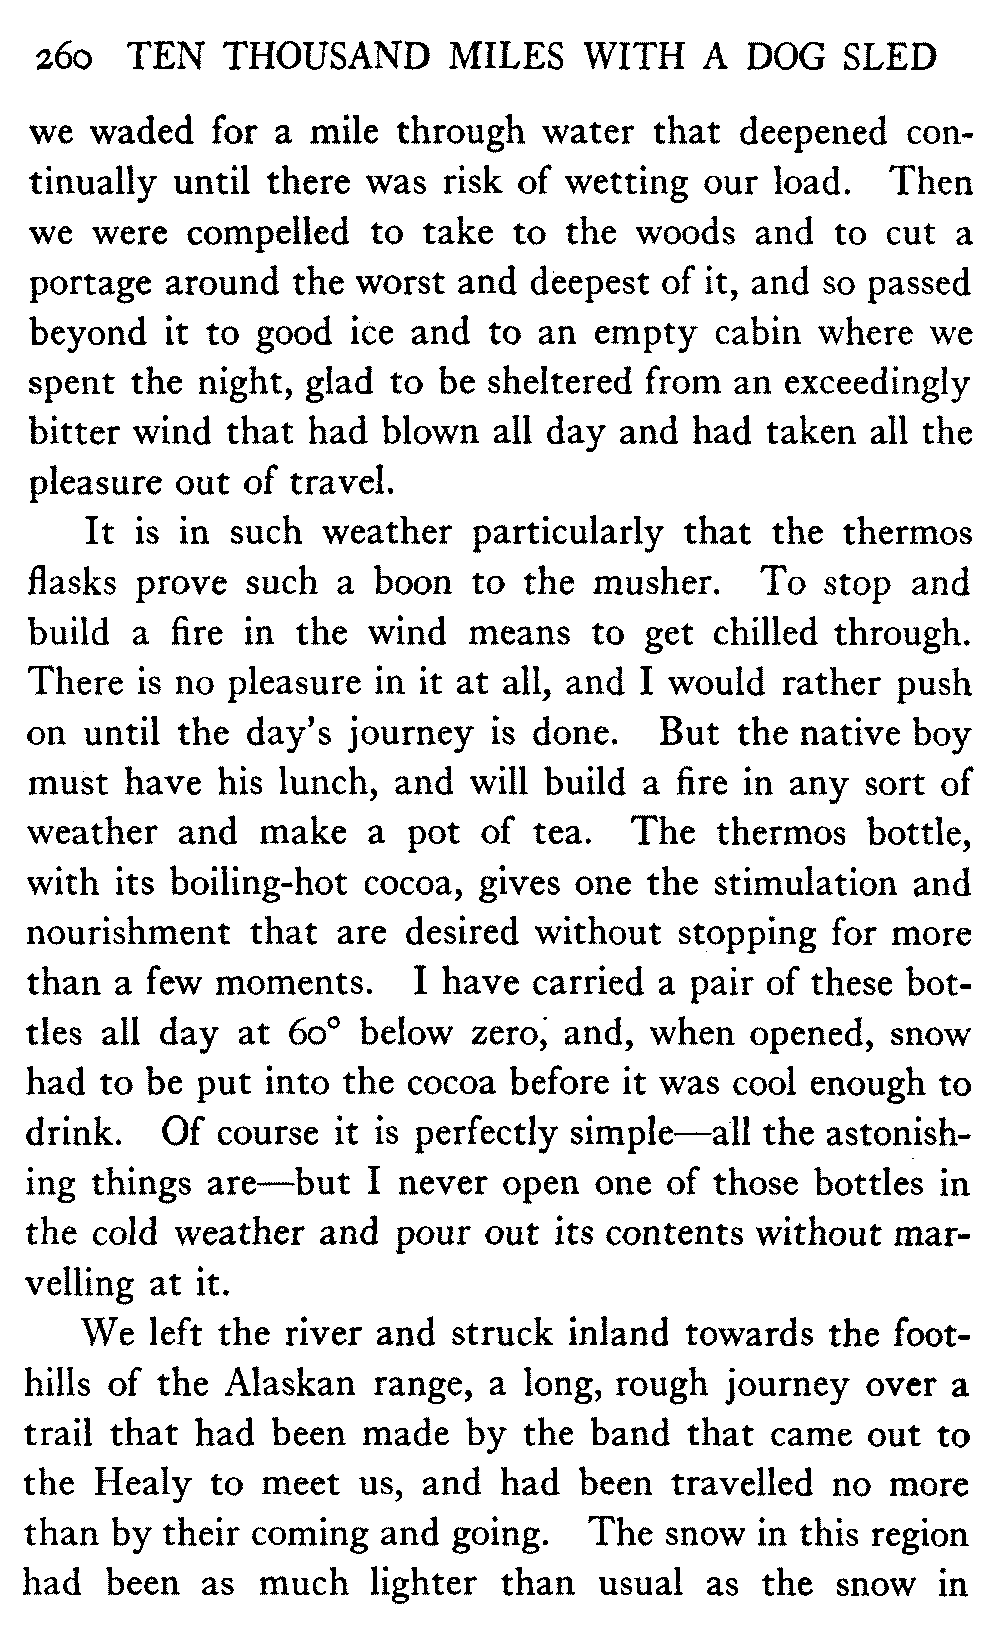 260 TEN THOUSAND MILES WITH A DOG SLED
we waded for a mile through water that deepened con-
tinually until there was risk of wetting our load. Then
we were compelled to take to the woods and to cut a
portage around the worst and deepest of it, and so passed
beyond it to good ice and to an empty cabin where we
spent the night, glad to be sheltered from an exceedingly
bitter wind that had blown all day and had taken all the
pleasure out of travel.
It is in such weather particularly that the thermos
flasks prove such a boon to the musher. To stop and
build a fire in the wind means to get chilled through.
There is no pleasure in it at all, and I would rather push
on until the day's journey is done. But the native boy
must have his lunch, and will build a fire in any sort of
weather and make a pot of tea. The thermos bottle,
with its boiling-hot cocoa, gives one the stimulation and
nourishment that are desired without stopping for more
than a few moments. I have carried a pair of these bot-
tles all day at 60° below zero, and, when opened, snow
had to be put into the cocoa before it was cool enough to
drink. Of course it is perfectly simple—all the astonish-
ing things are—but I never open one of those bottles in
the cold weather and pour out its contents without mar-
velling at it.
We left the river and struck inland towards the foot-
hills of the Alaskan range, a long, rough journey over a
trail that had been made by the band that came out to
the Healy to meet us, and had been travelled no more
than by their coming and going. The snow in this region
had been as much lighter than usual as the snow in